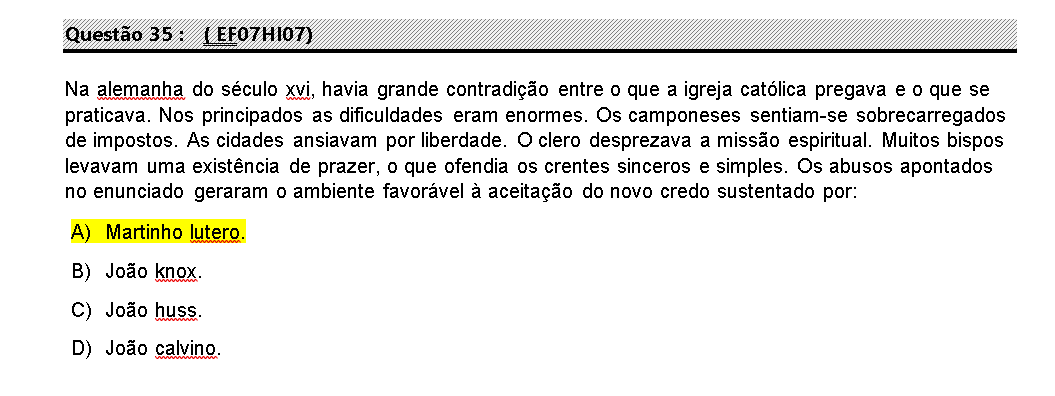 Questão 35 : ( EF07HI07)
Na alemanha do século xvi, havia grande contradição entre o que a igreja católica pregava e o que se
praticava. Nos principados as dificuldades eram enormes. Os camponeses sentiam-se sobrecarregados
de impostos. As cidades ansiavam por liberdade. O clero desprezava a missão espiritual. Muitos bispos
levavam uma existência de prazer, o que ofendia os crentes sinceros e simples. Os abusos apontados
no enunciado geraram o ambiente favorável à aceitação do novo credo sustentado por:
A) Martinho lutero.
B) João knox.
C) João huss.
D) João calvino.